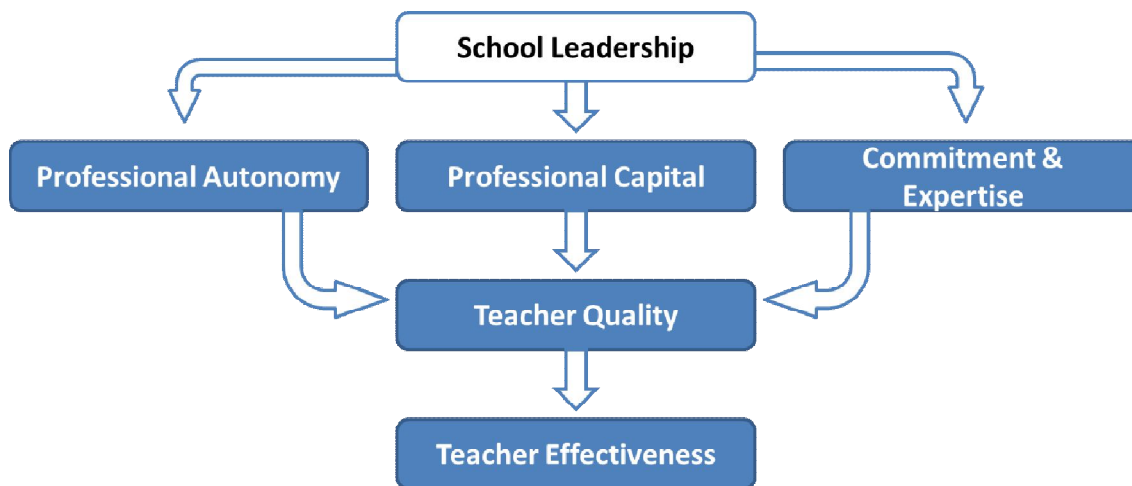 School Leadership
Professional Autonomy
Professional Capital
Commitment &
Expertise
Teacher Quality
Teacher Effectiveness